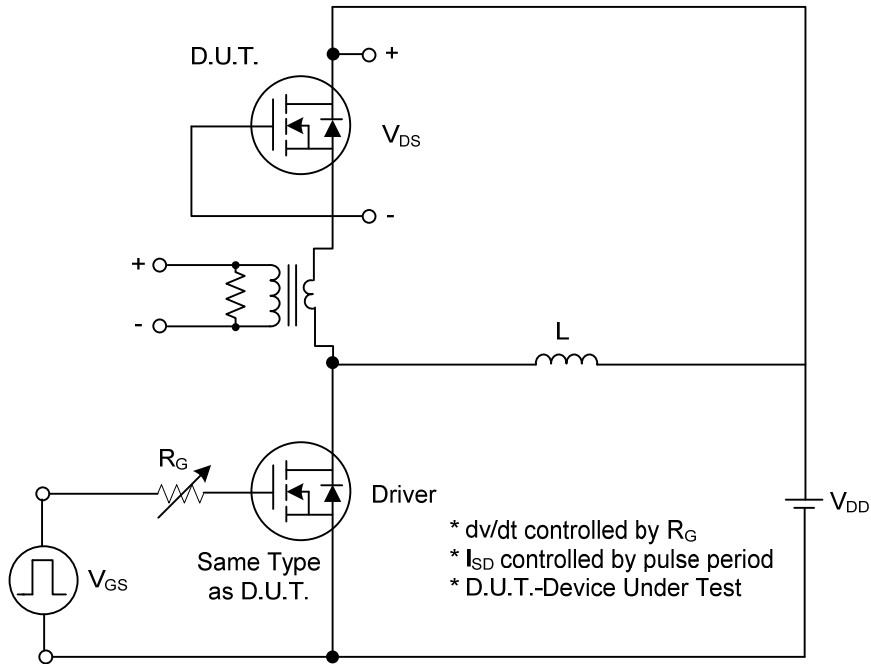 D.U.T.
+
V_DS
-
+
-
L
R_G
Driver
V_DD
Same Type
as D.U.T.
V_GS
* dv/dt controlled by R_G
* I_SD controlled by pulse period
* D.U.T.-Device Under Test